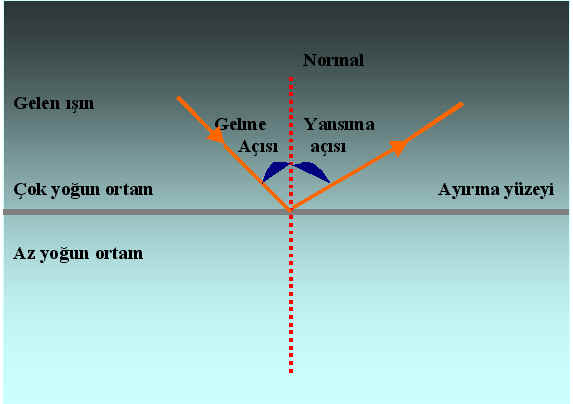 Normal
Gelen ışın
Gelme Yansıma
Açısı açısı
Çok yoğun ortam
Ayırma yüzeyi
Az yoğun ortam